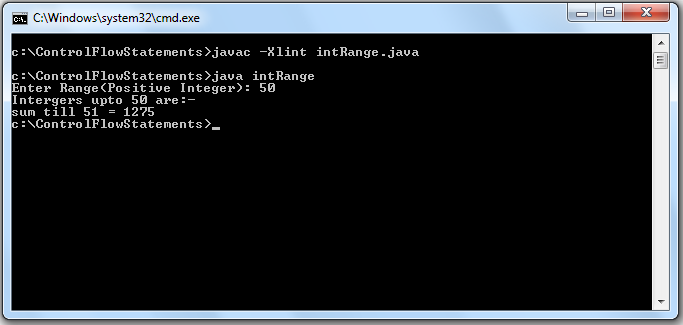 C:\Windows\system32\cmd.exe
c:\ControlFlowStatements>javac -Xlint intRange.java
c:\ControlFlowStatements>java intRange
Enter Range(Positive Integer): 50
Intergers upto 50 are:-
sum till 51 = 1275
c:\ControlFlowStatements>_